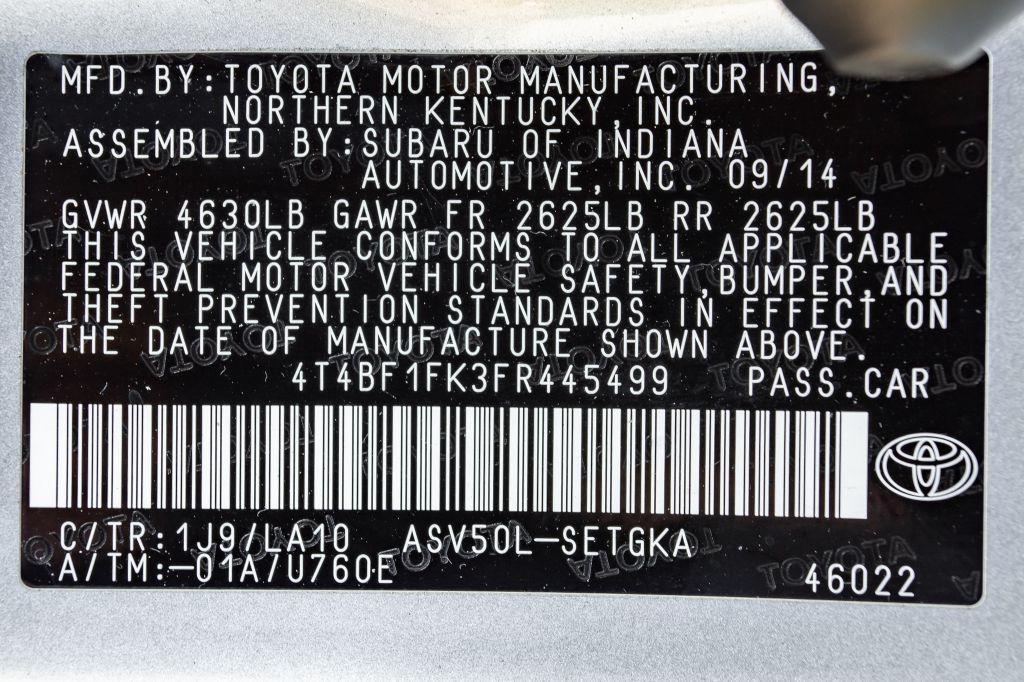 MFD.BY:TOYOTA MOTOR MANUFACTURING,
NORTHERN KENTUCKY,INC.
ASSEMBLED BY:SUBARU OF INDIANA
AUTOMOTIVE,INC. 09/14
GVWR 4630LB GAWR FR 2625LB RR 2625LB
THIS VEHICLE CONFORMS TO ALL APPLICABLE
FEDERAL MOTOR VEHICLE SAFETY,BUMPER,AND
THEFT PREVENTION STANDARDS IN EFFECT ON
THE DATE OF MANUFACTURE SHOWN ABOVE.
4T4BF1FK3FR445499 PASS.CAR
C/TR:1J9/LA10 ASV50L-SETGKA
A/TM:-01A/U760E 46022